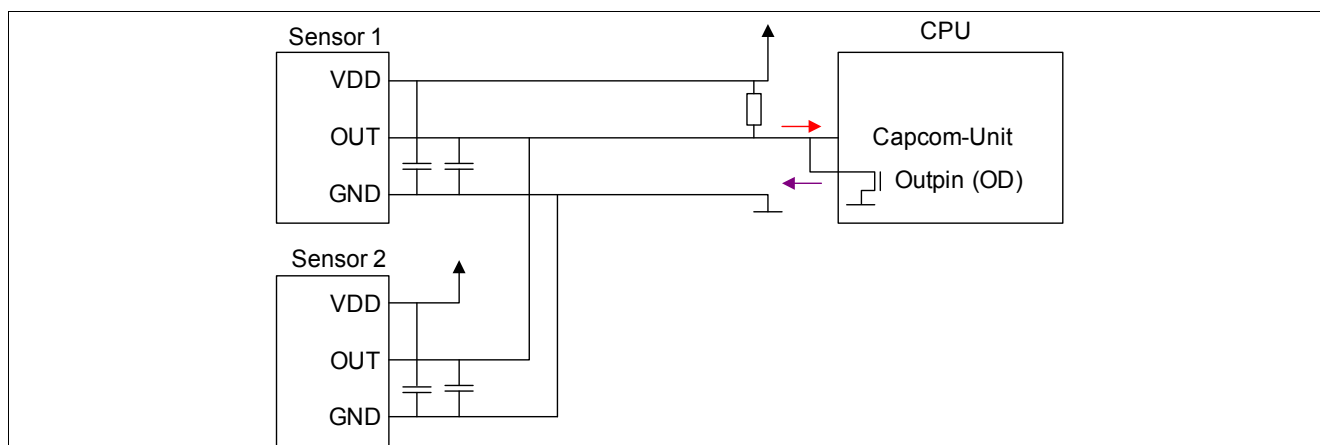 Sensor 1
VDD
OUT
GND
CPU
Capcom-Unit
Outpin (OD)
Sensor 2
VDD
OUT
GND